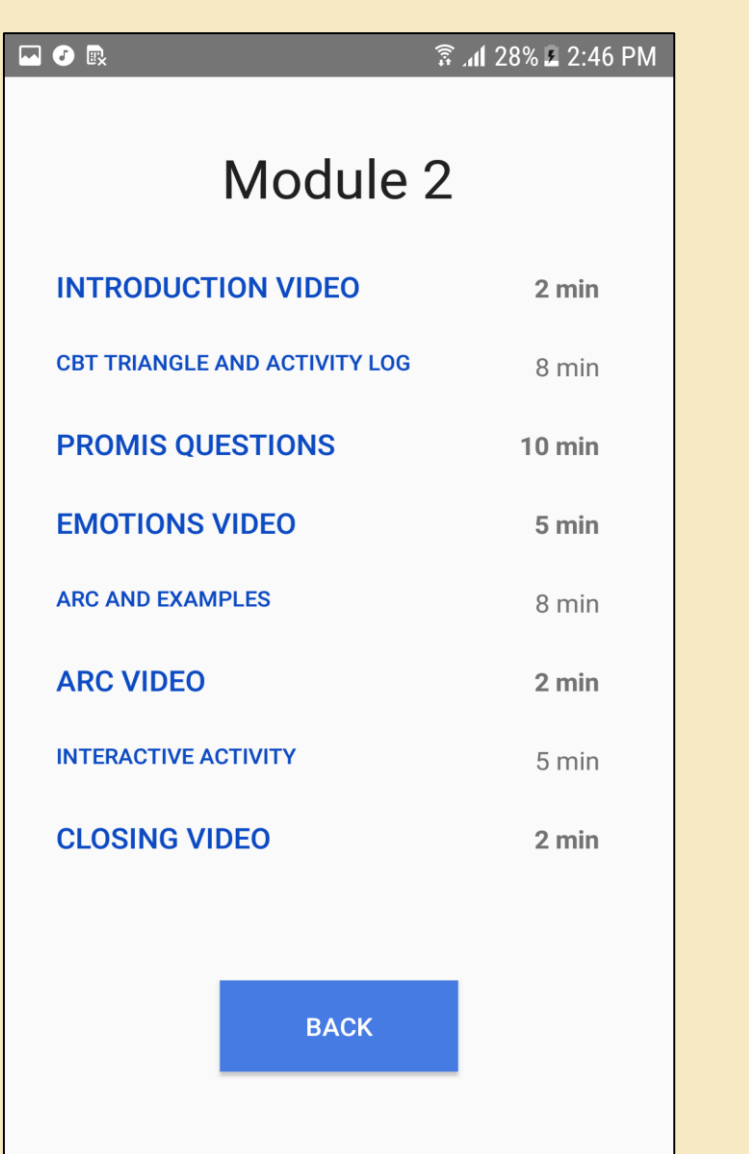 28% 2:46 PM
Module 2
INTRODUCTION VIDEO 2 min
CBT TRIANGLE AND ACTIVITY LOG 8 min
PROMIS QUESTIONS 10 min
EMOTIONS VIDEO 5 min
ARC AND EXAMPLES 8 min
ARC VIDEO 2 min
INTERACTIVE ACTIVITY 5 min
CLOSING VIDEO 2 min
BACK